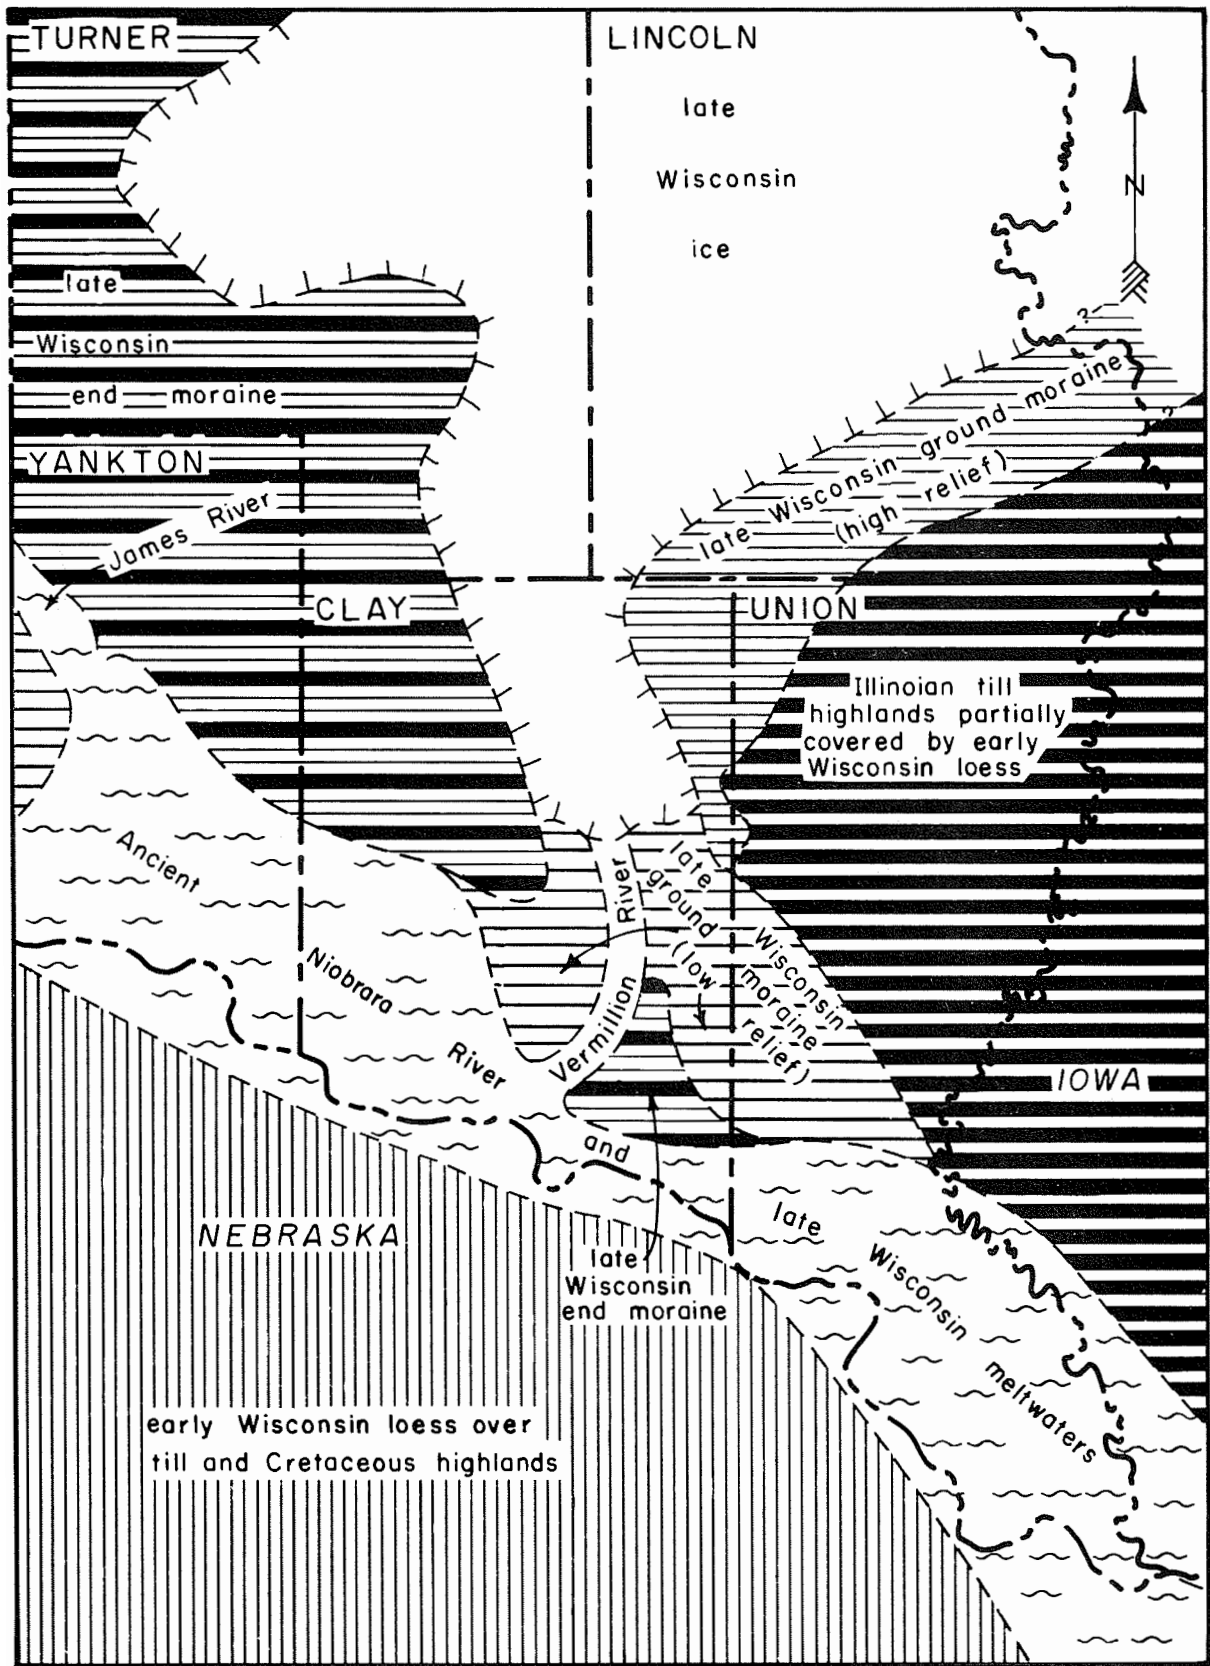 TURNER
LINCOLN
late
Wisconsin
ice
N
late
Wisconsin
end moraine
?
late Wisconsin ground moraine
(high relief)
?
YANKTON
James River
CLAY
UNION
Illinoian till
highlands partially
covered by early
Wisconsin loess
Ancient
Niobrara
River
and
late
Wisconsin
meltwaters
Vermillion River
late Wisconsin
ground moraine
(low relief)
IOWA
NEBRASKA
late
Wisconsin
end moraine
early Wisconsin loess over
till and Cretaceous highlands